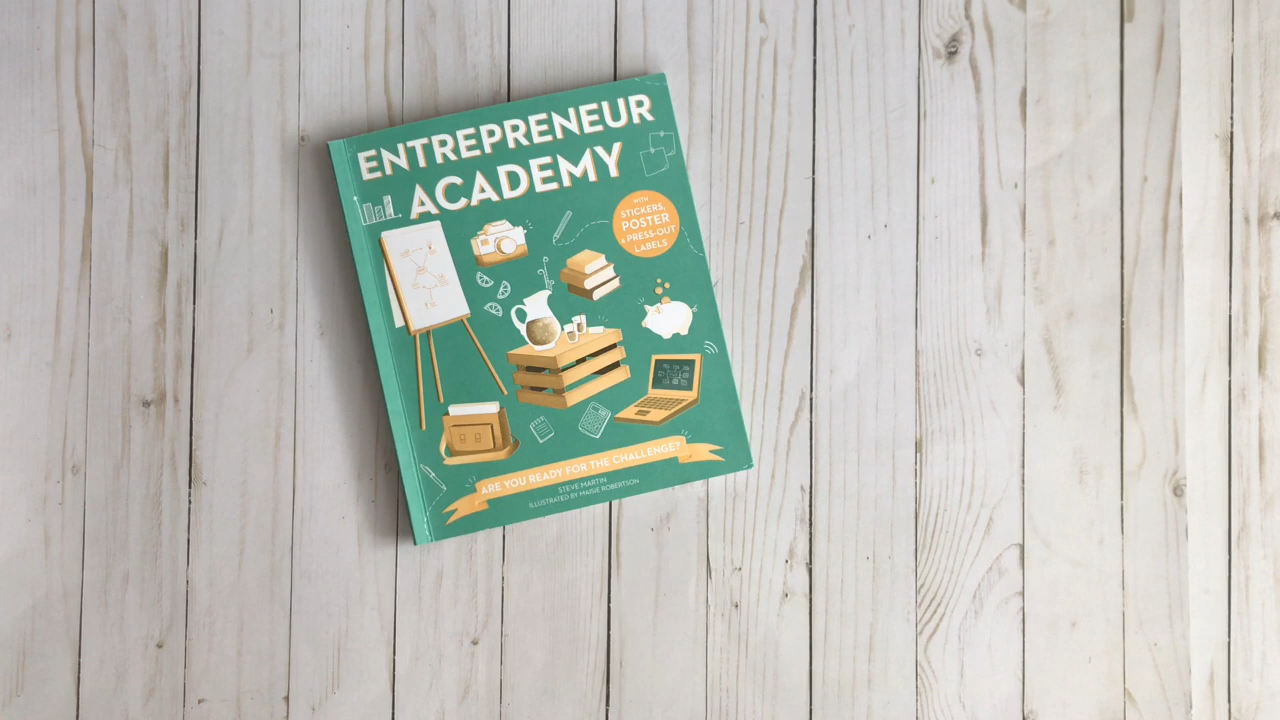 ENTREPRENEUR
ACADEMY
WITH
STICKERS,
POSTER
& PRESS-OUT
LABELS
ARE YOU READY FOR THE CHALLENGE?
STEVE MARTIN
ILLUSTRATED BY MAISIE ROBERTSON